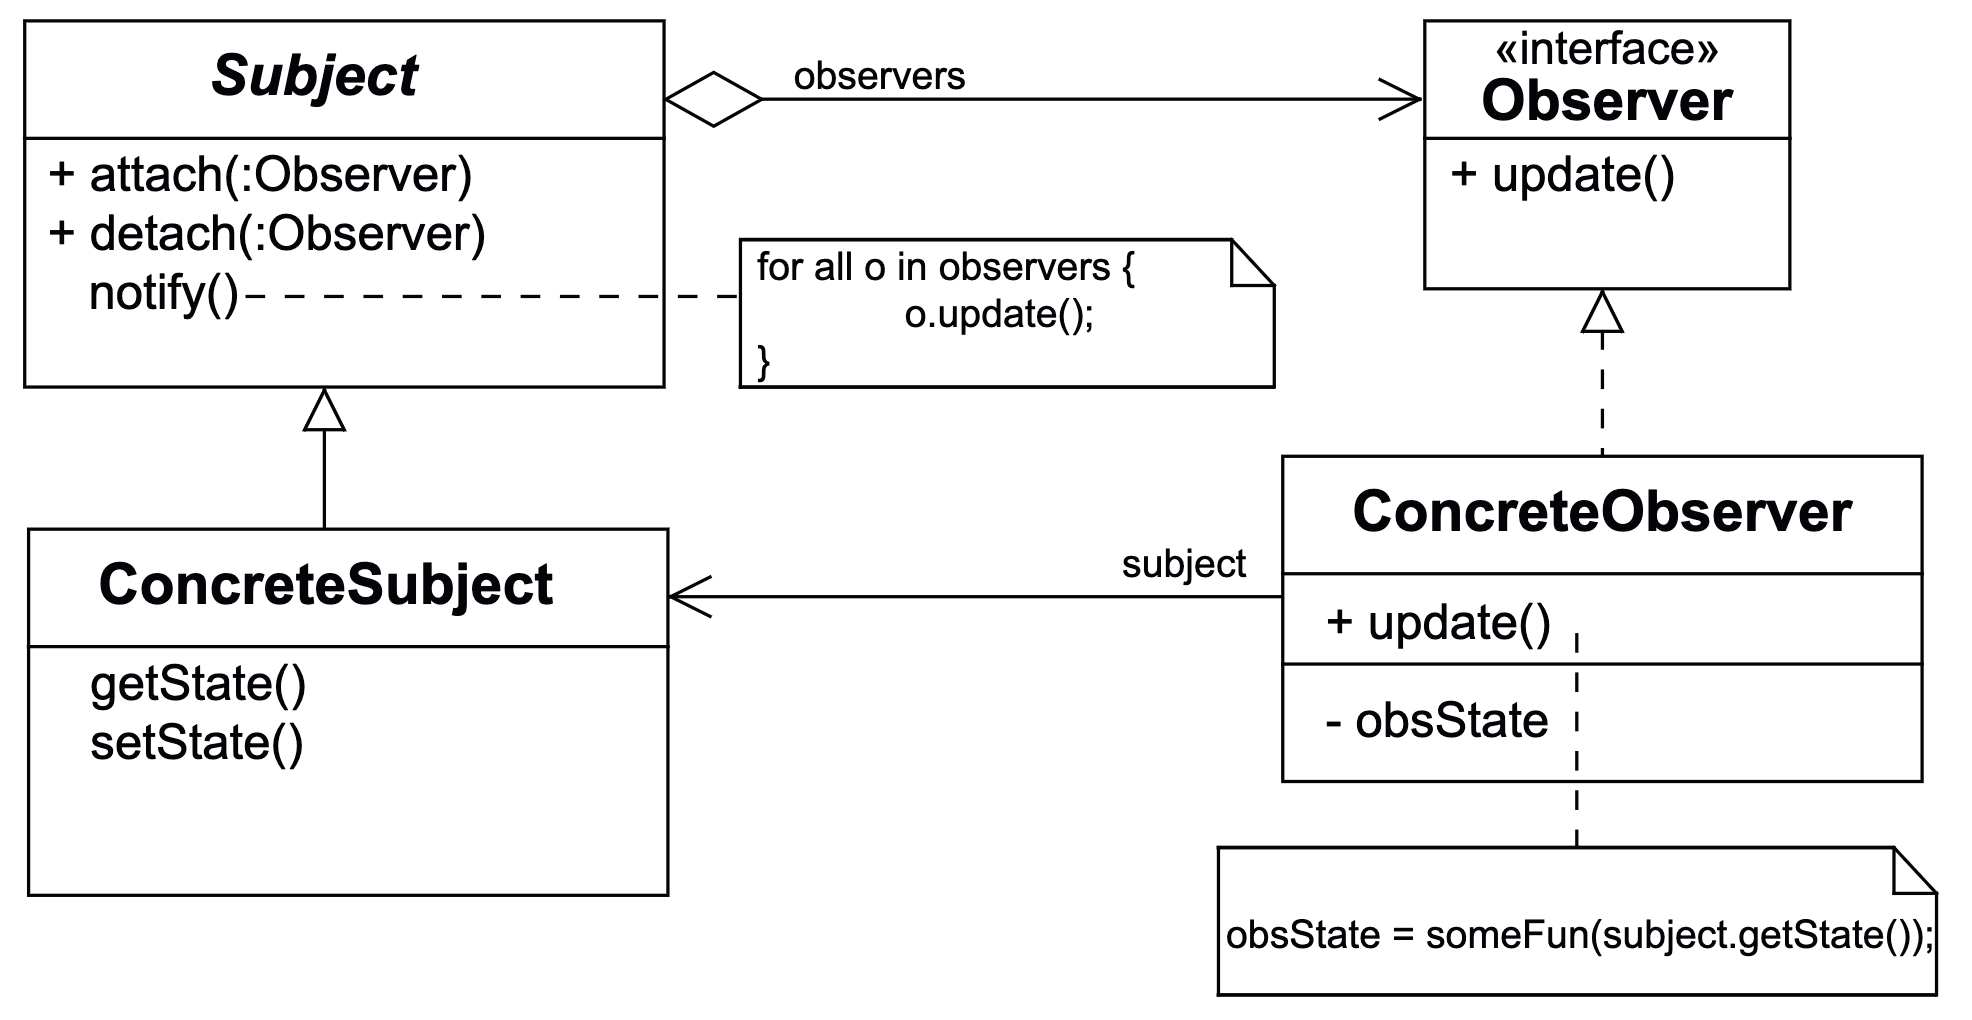 Subject
+ attach(:Observer)
+ detach(:Observer)
notify()
observers
«interface»
Observer
+ update()
for all o in observers {
o.update();
}
ConcreteSubject
getState()
setState()
subject
ConcreteObserver
+ update()
- obsState
obsState = someFun(subject.getState());